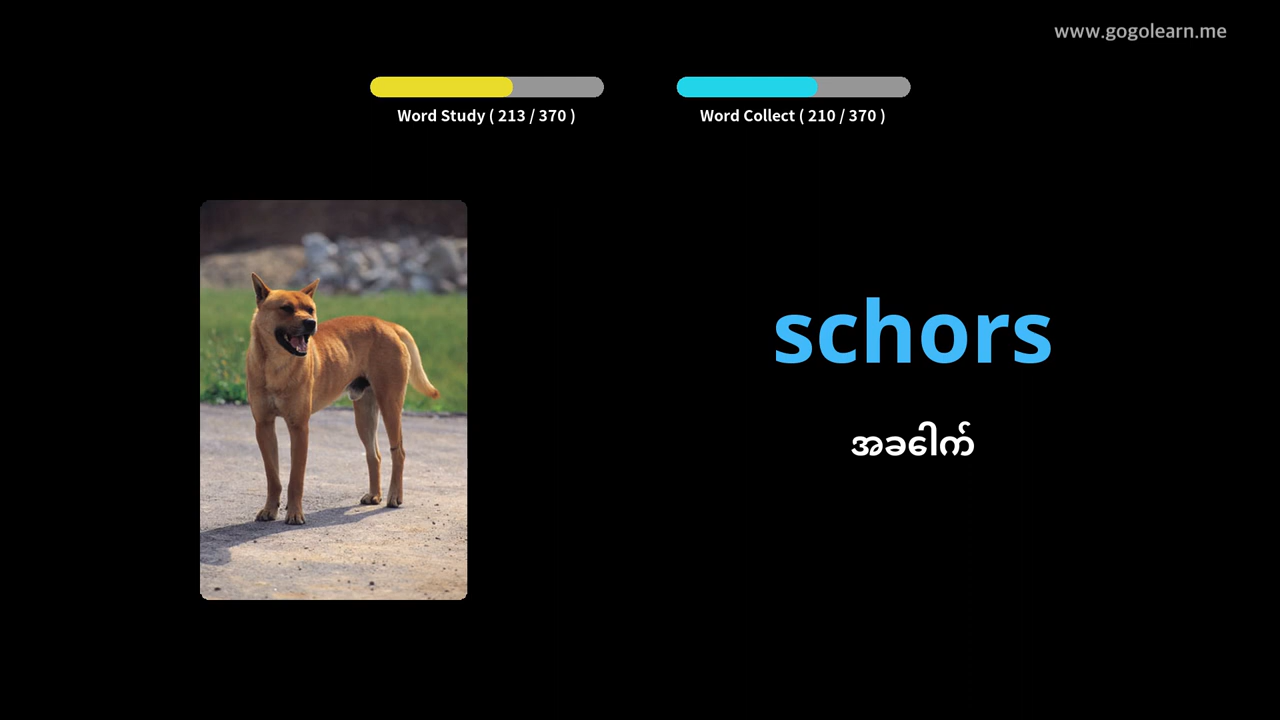 www.gogolearn.me
Word Study ( 213 / 370 )
Word Collect ( 210 / 370 )
schors
အခေါက်